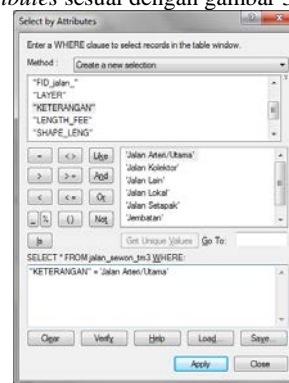 sesuai dengan gambar
Select by Attributes
Enter a WHERE clause to select records in the table window.
Method : Create a new selection
"FID_jalan_"
"LAYER"
"KETERANGAN"
"LENGTH_FEE"
"SHAPE_LENG"
= <> Like
> >= And
< <= Or
_ % () Not
Is
'Jalan Arteri/Utama'
'Jalan Kolektor'
'Jalan Lain'
'Jalan Lokal'
'Jalan Setapak'
'Jembatan'
Get Unique Values Go To:
SELECT * FROM jalan_sewon_tm3 WHERE:
"KETERANGAN" = 'Jalan Arteri/Utama'
Clear Verify Help Load... Save...
Apply Close